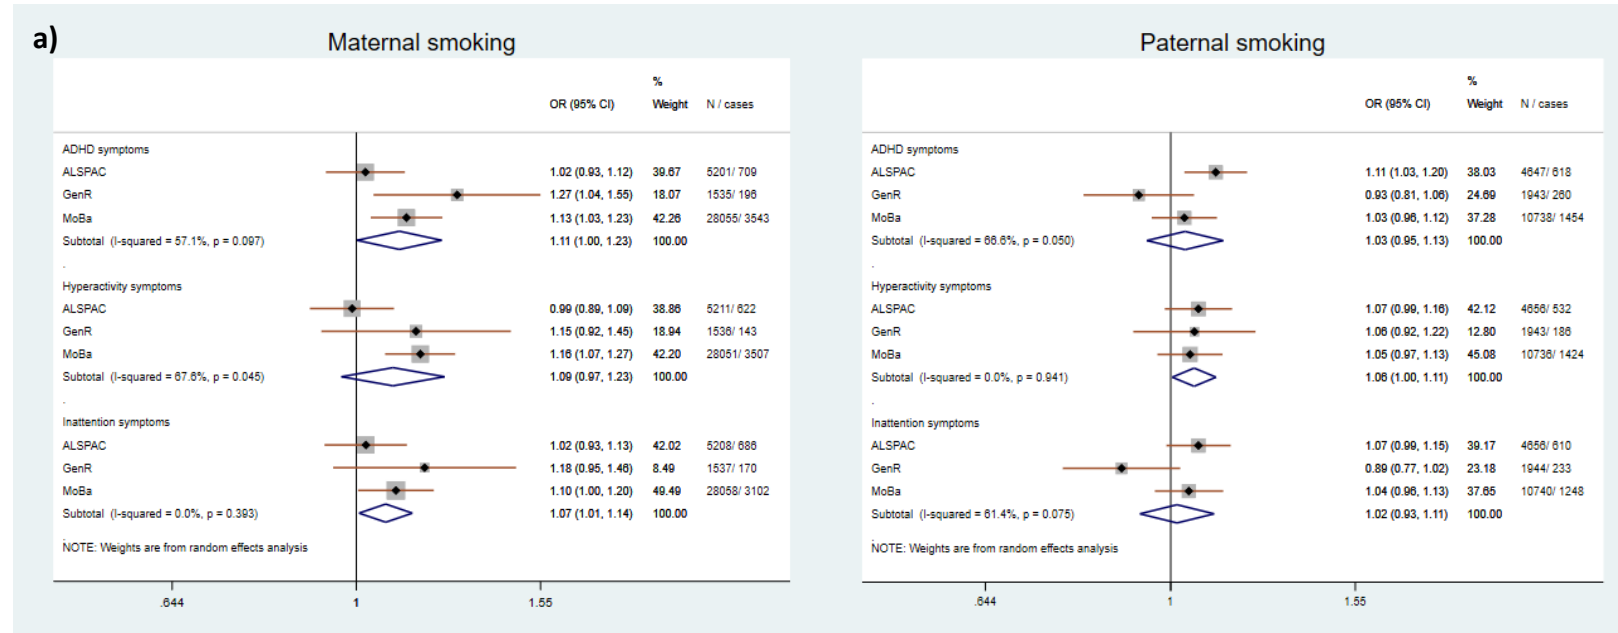 a)
Maternal smoking
%
OR (95% CI) Weight N / cases
ADHD symptoms
ALSPAC 1.02 (0.93, 1.12) 39.67 5201/ 709
GenR 1.27 (1.04, 1.55) 18.07 1535/ 196
MoBa 1.13 (1.03, 1.23) 42.26 28055/ 3543
Subtotal (I-squared = 57.1%, p = 0.097) 1.11 (1.00, 1.23) 100.00
.
Hyperactivity symptoms
ALSPAC 0.99 (0.89, 1.09) 38.86 5211/ 622
GenR 1.15 (0.92, 1.45) 18.94 1536/ 143
MoBa 1.16 (1.07, 1.27) 42.20 28051/ 3507
Subtotal (I-squared = 67.6%, p = 0.045) 1.09 (0.97, 1.23) 100.00
.
Inattention symptoms
ALSPAC 1.02 (0.93, 1.13) 42.02 5208/ 686
GenR 1.18 (0.95, 1.46) 8.49 1537/ 170
MoBa 1.10 (1.00, 1.20) 49.49 28058/ 3102
Subtotal (I-squared = 0.0%, p = 0.393) 1.07 (1.01, 1.14) 100.00
.
NOTE: Weights are from random effects analysis
.644 1 1.55
Paternal smoking
%
OR (95% CI) Weight N / cases
ADHD symptoms
ALSPAC 1.11 (1.03, 1.20) 38.03 4647/ 618
GenR 0.93 (0.81, 1.06) 24.69 1943/ 260
MoBa 1.03 (0.96, 1.12) 37.28 10738/ 1454
Subtotal (I-squared = 66.6%, p = 0.050) 1.03 (0.95, 1.13) 100.00
.
Hyperactivity symptoms
ALSPAC 1.07 (0.99, 1.16) 42.12 4656/ 532
GenR 1.06 (0.92, 1.22) 12.80 1943/ 186
MoBa 1.05 (0.97, 1.13) 45.08 10736/ 1424
Subtotal (I-squared = 0.0%, p = 0.941) 1.06 (1.00, 1.11) 100.00
.
Inattention symptoms
ALSPAC 1.07 (0.99, 1.15) 39.17 4656/ 610
GenR 0.89 (0.77, 1.02) 23.18 1944/ 233
MoBa 1.04 (0.96, 1.13) 37.65 10740/ 1248
Subtotal (I-squared = 61.4%, p = 0.075) 1.02 (0.93, 1.11) 100.00
.
NOTE: Weights are from random effects analysis
.644 1 1.55